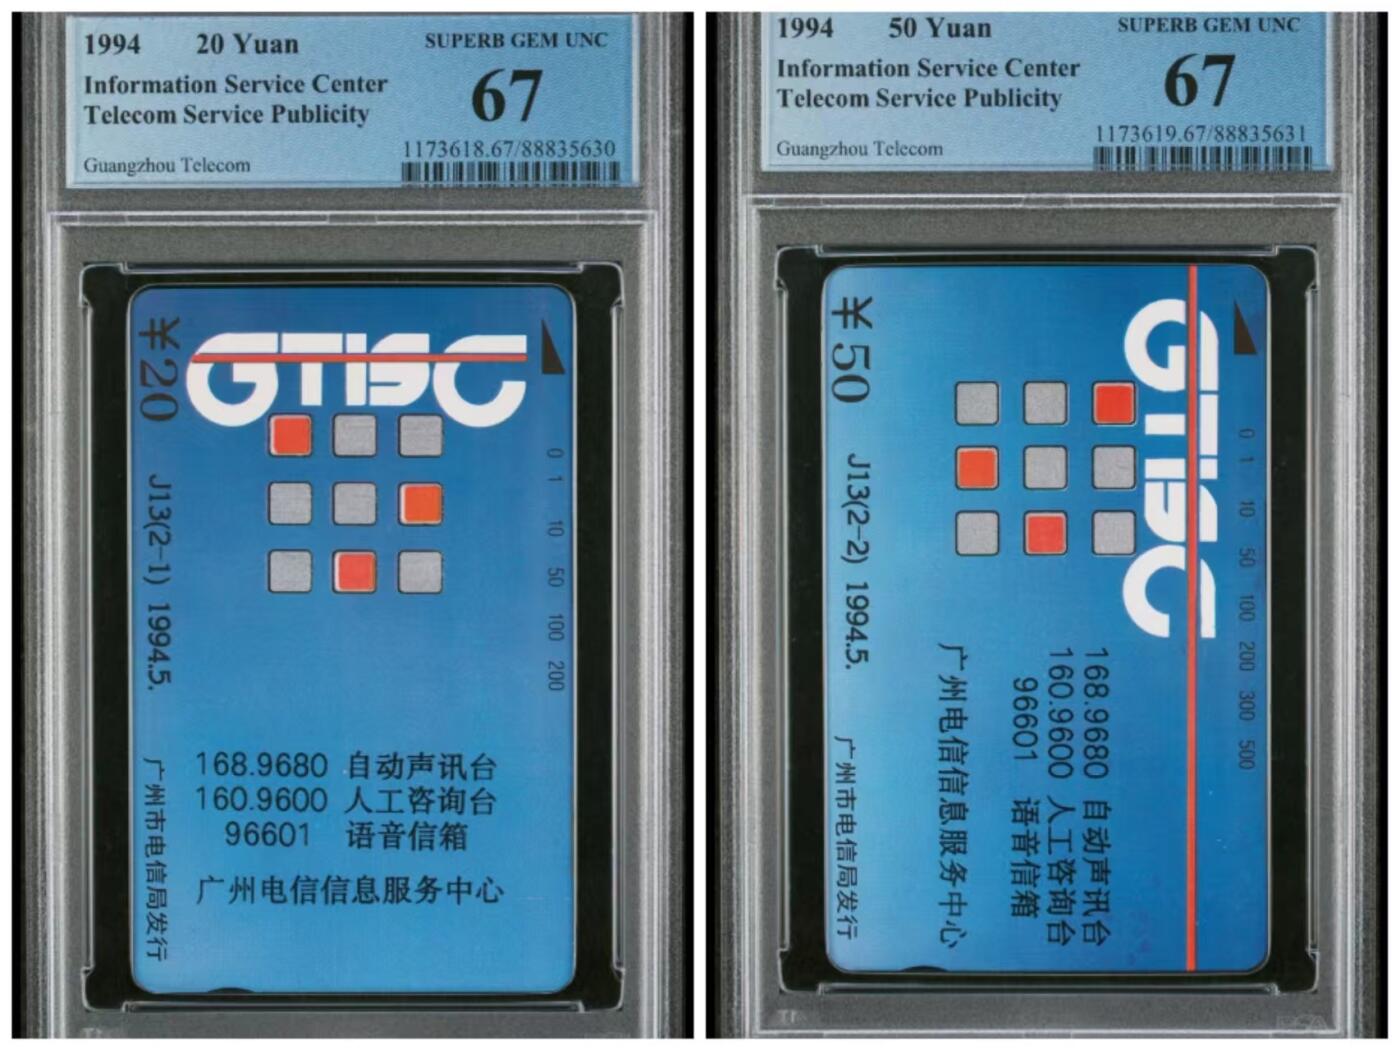 1994 20 Yuan
SUPERB GEM UNC
Information Service Center
67
Telecom Service Publicity
1173618.67/88835630
Guangzhou Telecom
¥20
GTISC
J13(2-1) 1994.5.
广州市电信局发行
0 1 10 50 100 200
168.9680 自动声讯台
160.9600 人工咨询台
96601 语音信箱
广州电信信息服务中心
1994 50 Yuan
SUPERB GEM UNC
Information Service Center
67
Telecom Service Publicity
1173619.67/88835631
Guangzhou Telecom
GTISC
0 1 10 50 100 200 300 500
168.9680 自动声讯台
160.9600 人工咨询台
96601 语音信箱
广州电信信息服务中心
¥50 J13(2-2) 1994.5. 广州市电信局发行